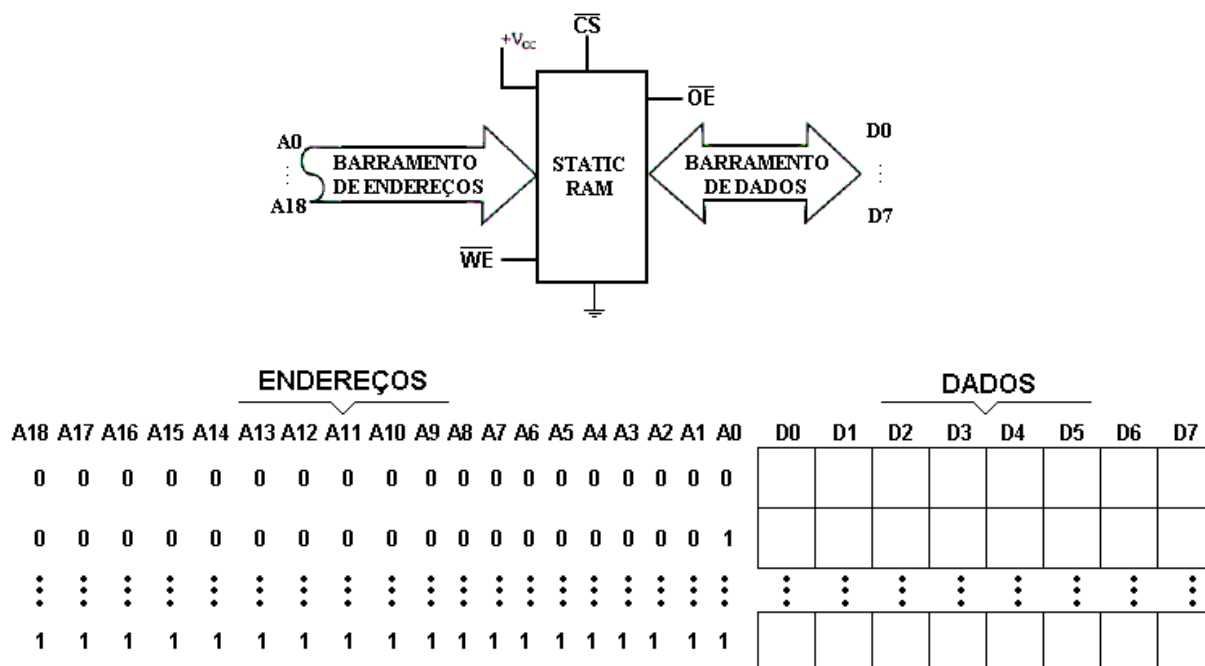 CS
+Vcc
OE
A0
BARRAMENTO
DE ENDEREÇOS
A18
STATIC
RAM
BARRAMENTO
DE DADOS
D0
D7
WE
ENDEREÇOS
DADOS
A18 A17 A16 A15 A14 A13 A12 A11 A10 A9 A8 A7 A6 A5 A4 A3 A2 A1 A0 D0 D1 D2 D3 D4 D5 D6 D7
0 0 0 0 0 0 0 0 0 0 0 0 0 0 0 0 0 0 0
0 0 0 0 0 0 0 0 0 0 0 0 0 0 0 0 0 0 1
1 1 1 1 1 1 1 1 1 1 1 1 1 1 1 1 1 1 1